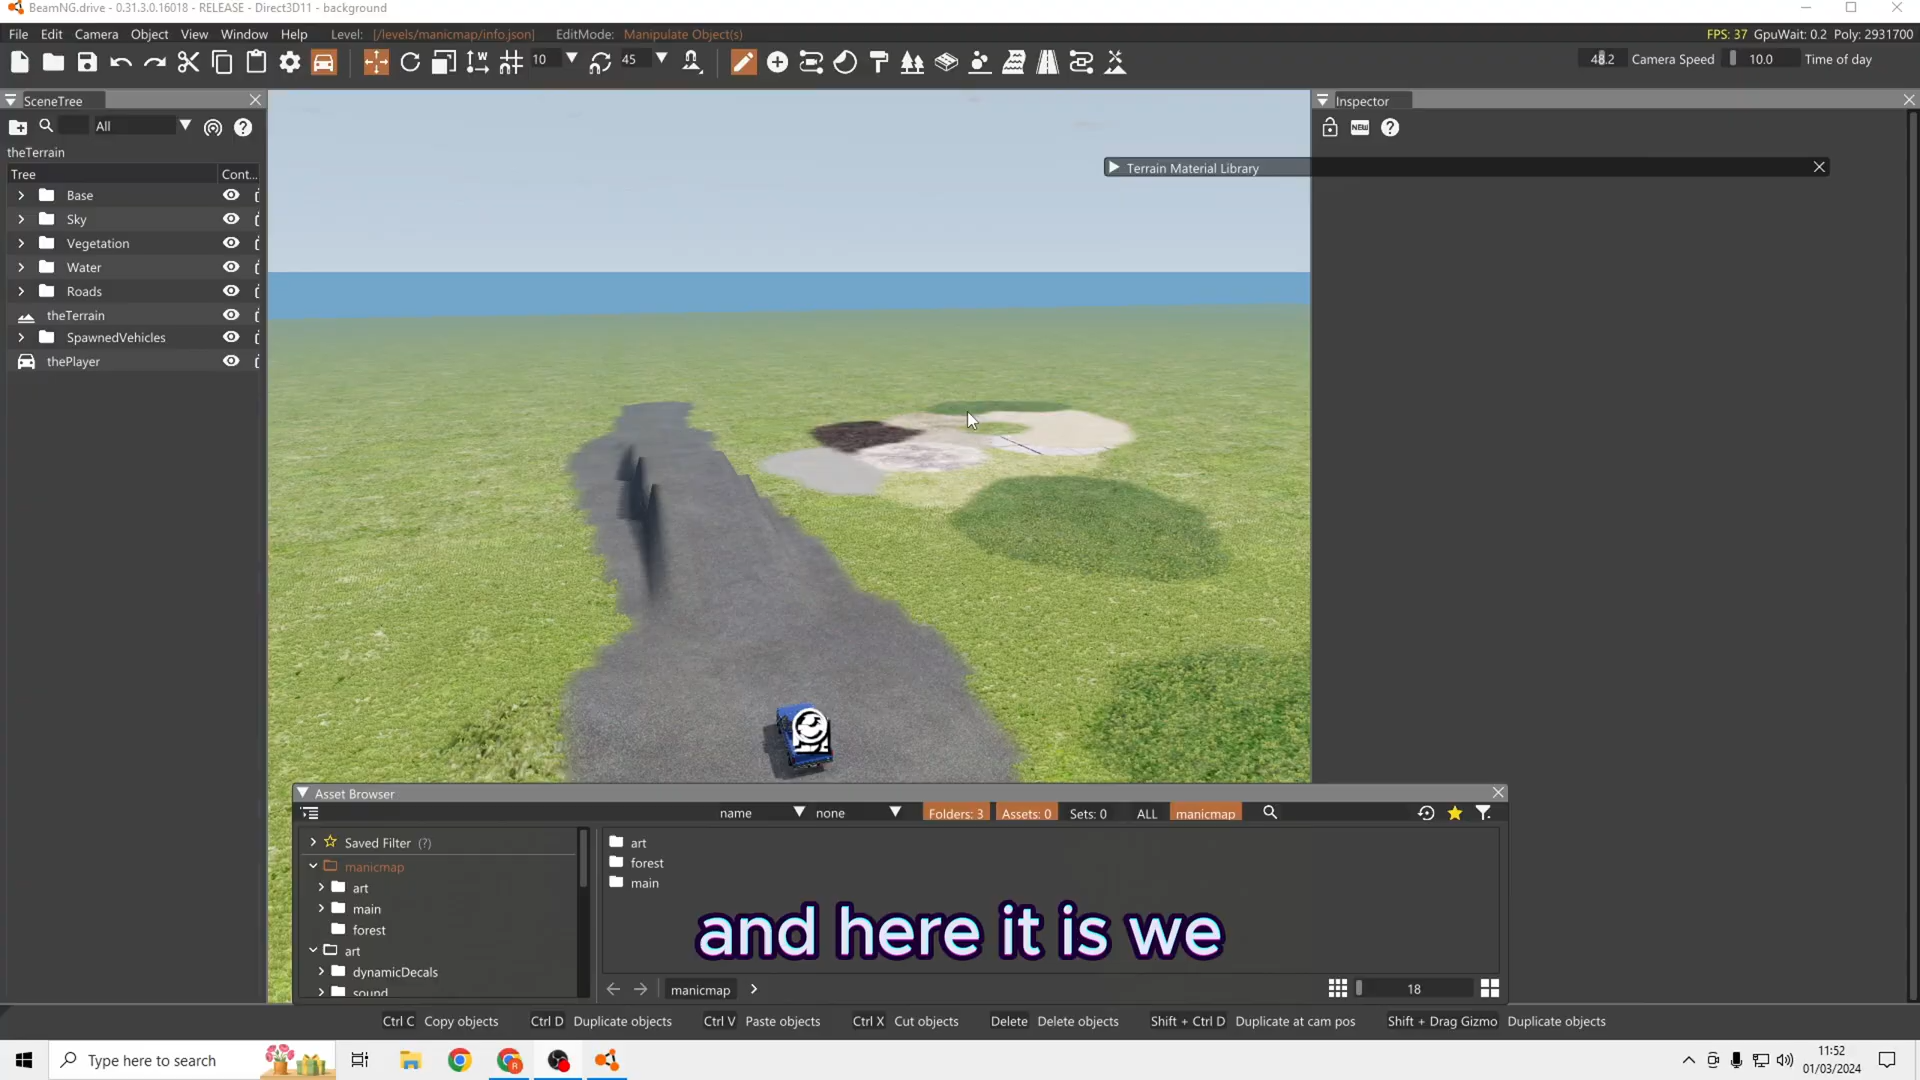 BeamNG.drive - 0.31.3.0.16018 - RELEASE - Direct3D11 - background
File Edit Camera Object View Window Help Level: [/levels/manicmap/info.json] EditMode: Manipulate Object(s) FPS: 37 GpuWait: 0.2 Poly: 2931700
10 45 48.2 Camera Speed 10.0 Time of day
SceneTree
Inspector
All
NEW
theTerrain
Terrain Material Library
Tree Cont...
Base
Sky
Vegetation
Water
Roads
theTerrain
SpawnedVehicles
thePlayer
Asset Browser
name none Folders: 3 Assets: 0 Sets: 0 ALL manicmap
Saved Filter (?)
manicmap
art
main
forest
art
dynamicDecals
sound
art
forest
main
and here it is we
manicmap
18
Ctrl C Copy objects Ctrl D Duplicate objects Ctrl V Paste objects Ctrl X Cut objects Delete Delete objects Shift + Ctrl D Duplicate at cam pos Shift + Drag Gizmo Duplicate objects
Type here to search
11:52
01/03/2024